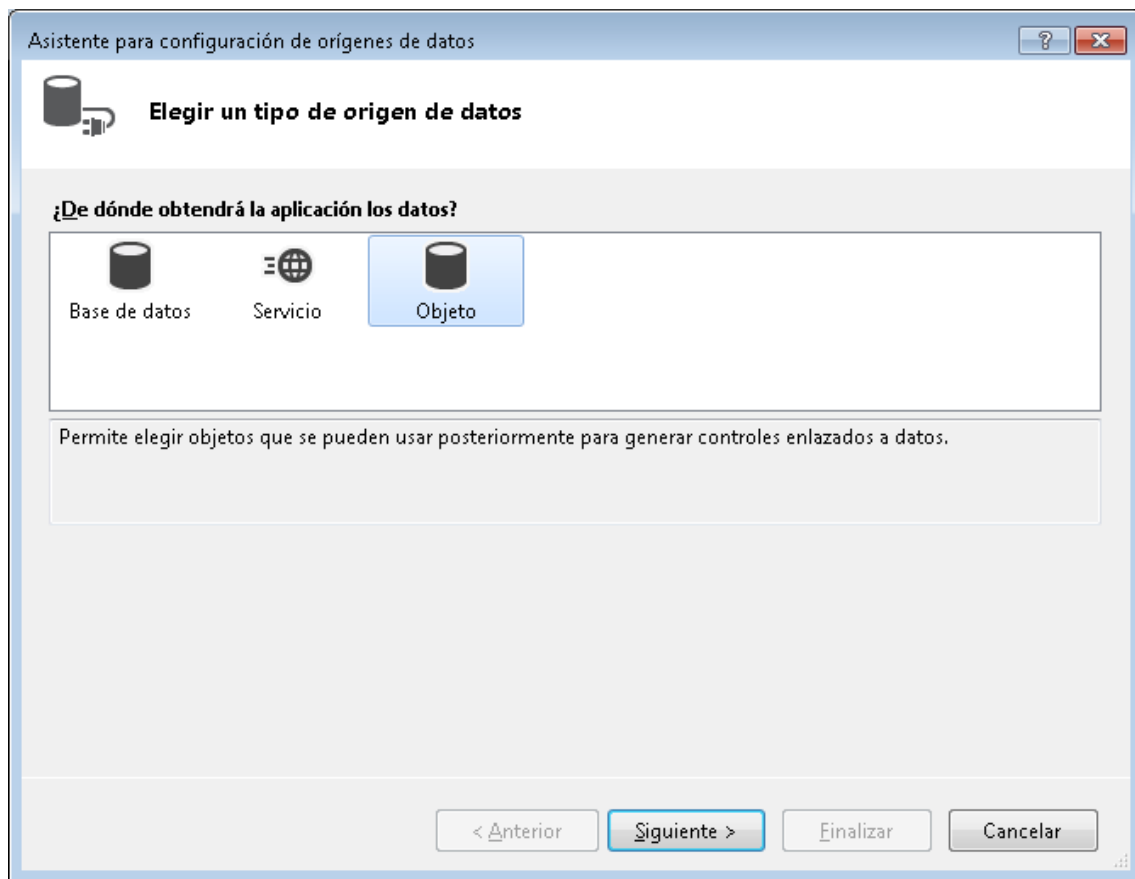 Asistente para configuración de orígenes de datos
Elegir un tipo de origen de datos
¿De dónde obtendrá la aplicación los datos?
Base de datos
Servicio
Objeto
Permite elegir objetos que se pueden usar posteriormente para generar controles enlazados a datos.
< Anterior
Siguiente >
Finalizar
Cancelar